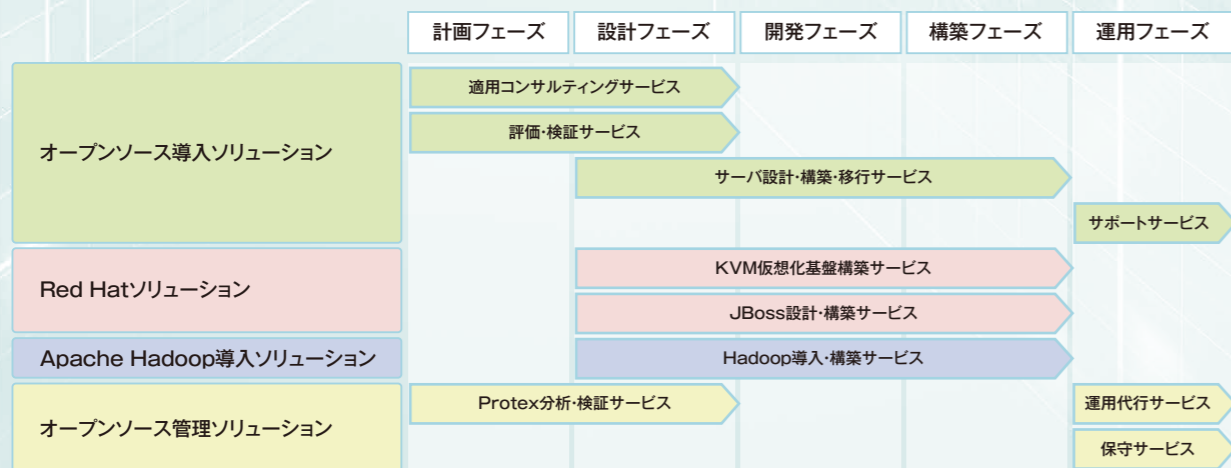 計画フェーズ
設計フェーズ
開発フェーズ
構築フェーズ
運用フェーズ
オープンソース導入ソリューション
適用コンサルティングサービス
評価・検証サービス
サーバ設計・構築・移行サービス
サポートサービス
Red Hatソリューション
KVM仮想化基盤構築サービス
JBoss設計・構築サービス
Apache Hadoop導入ソリューション
Hadoop導入・構築サービス
オープンソース管理ソリューション
Protex分析・検証サービス
運用代行サービス
保守サービス